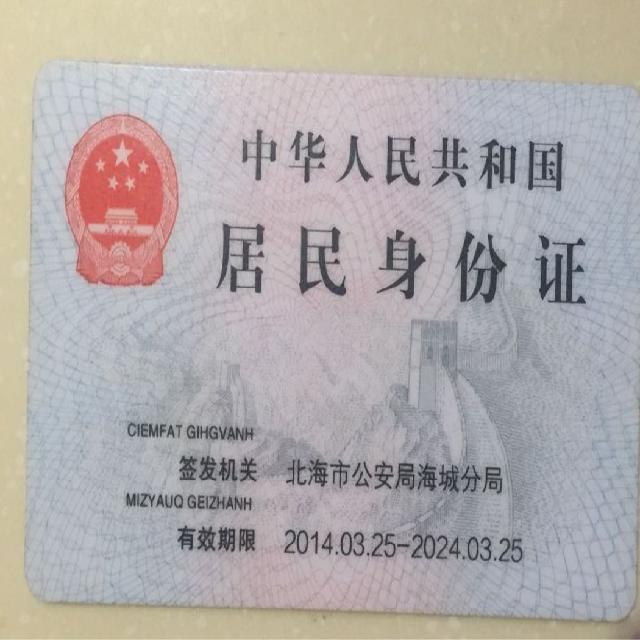 中华人民共和国
居民身份证
CIEMFAT GIHGVANH
签发机关 北海市公安局海城分局
MIZYAUQ GEIZHANH
有效期限 2014.03.25-2024.03.25